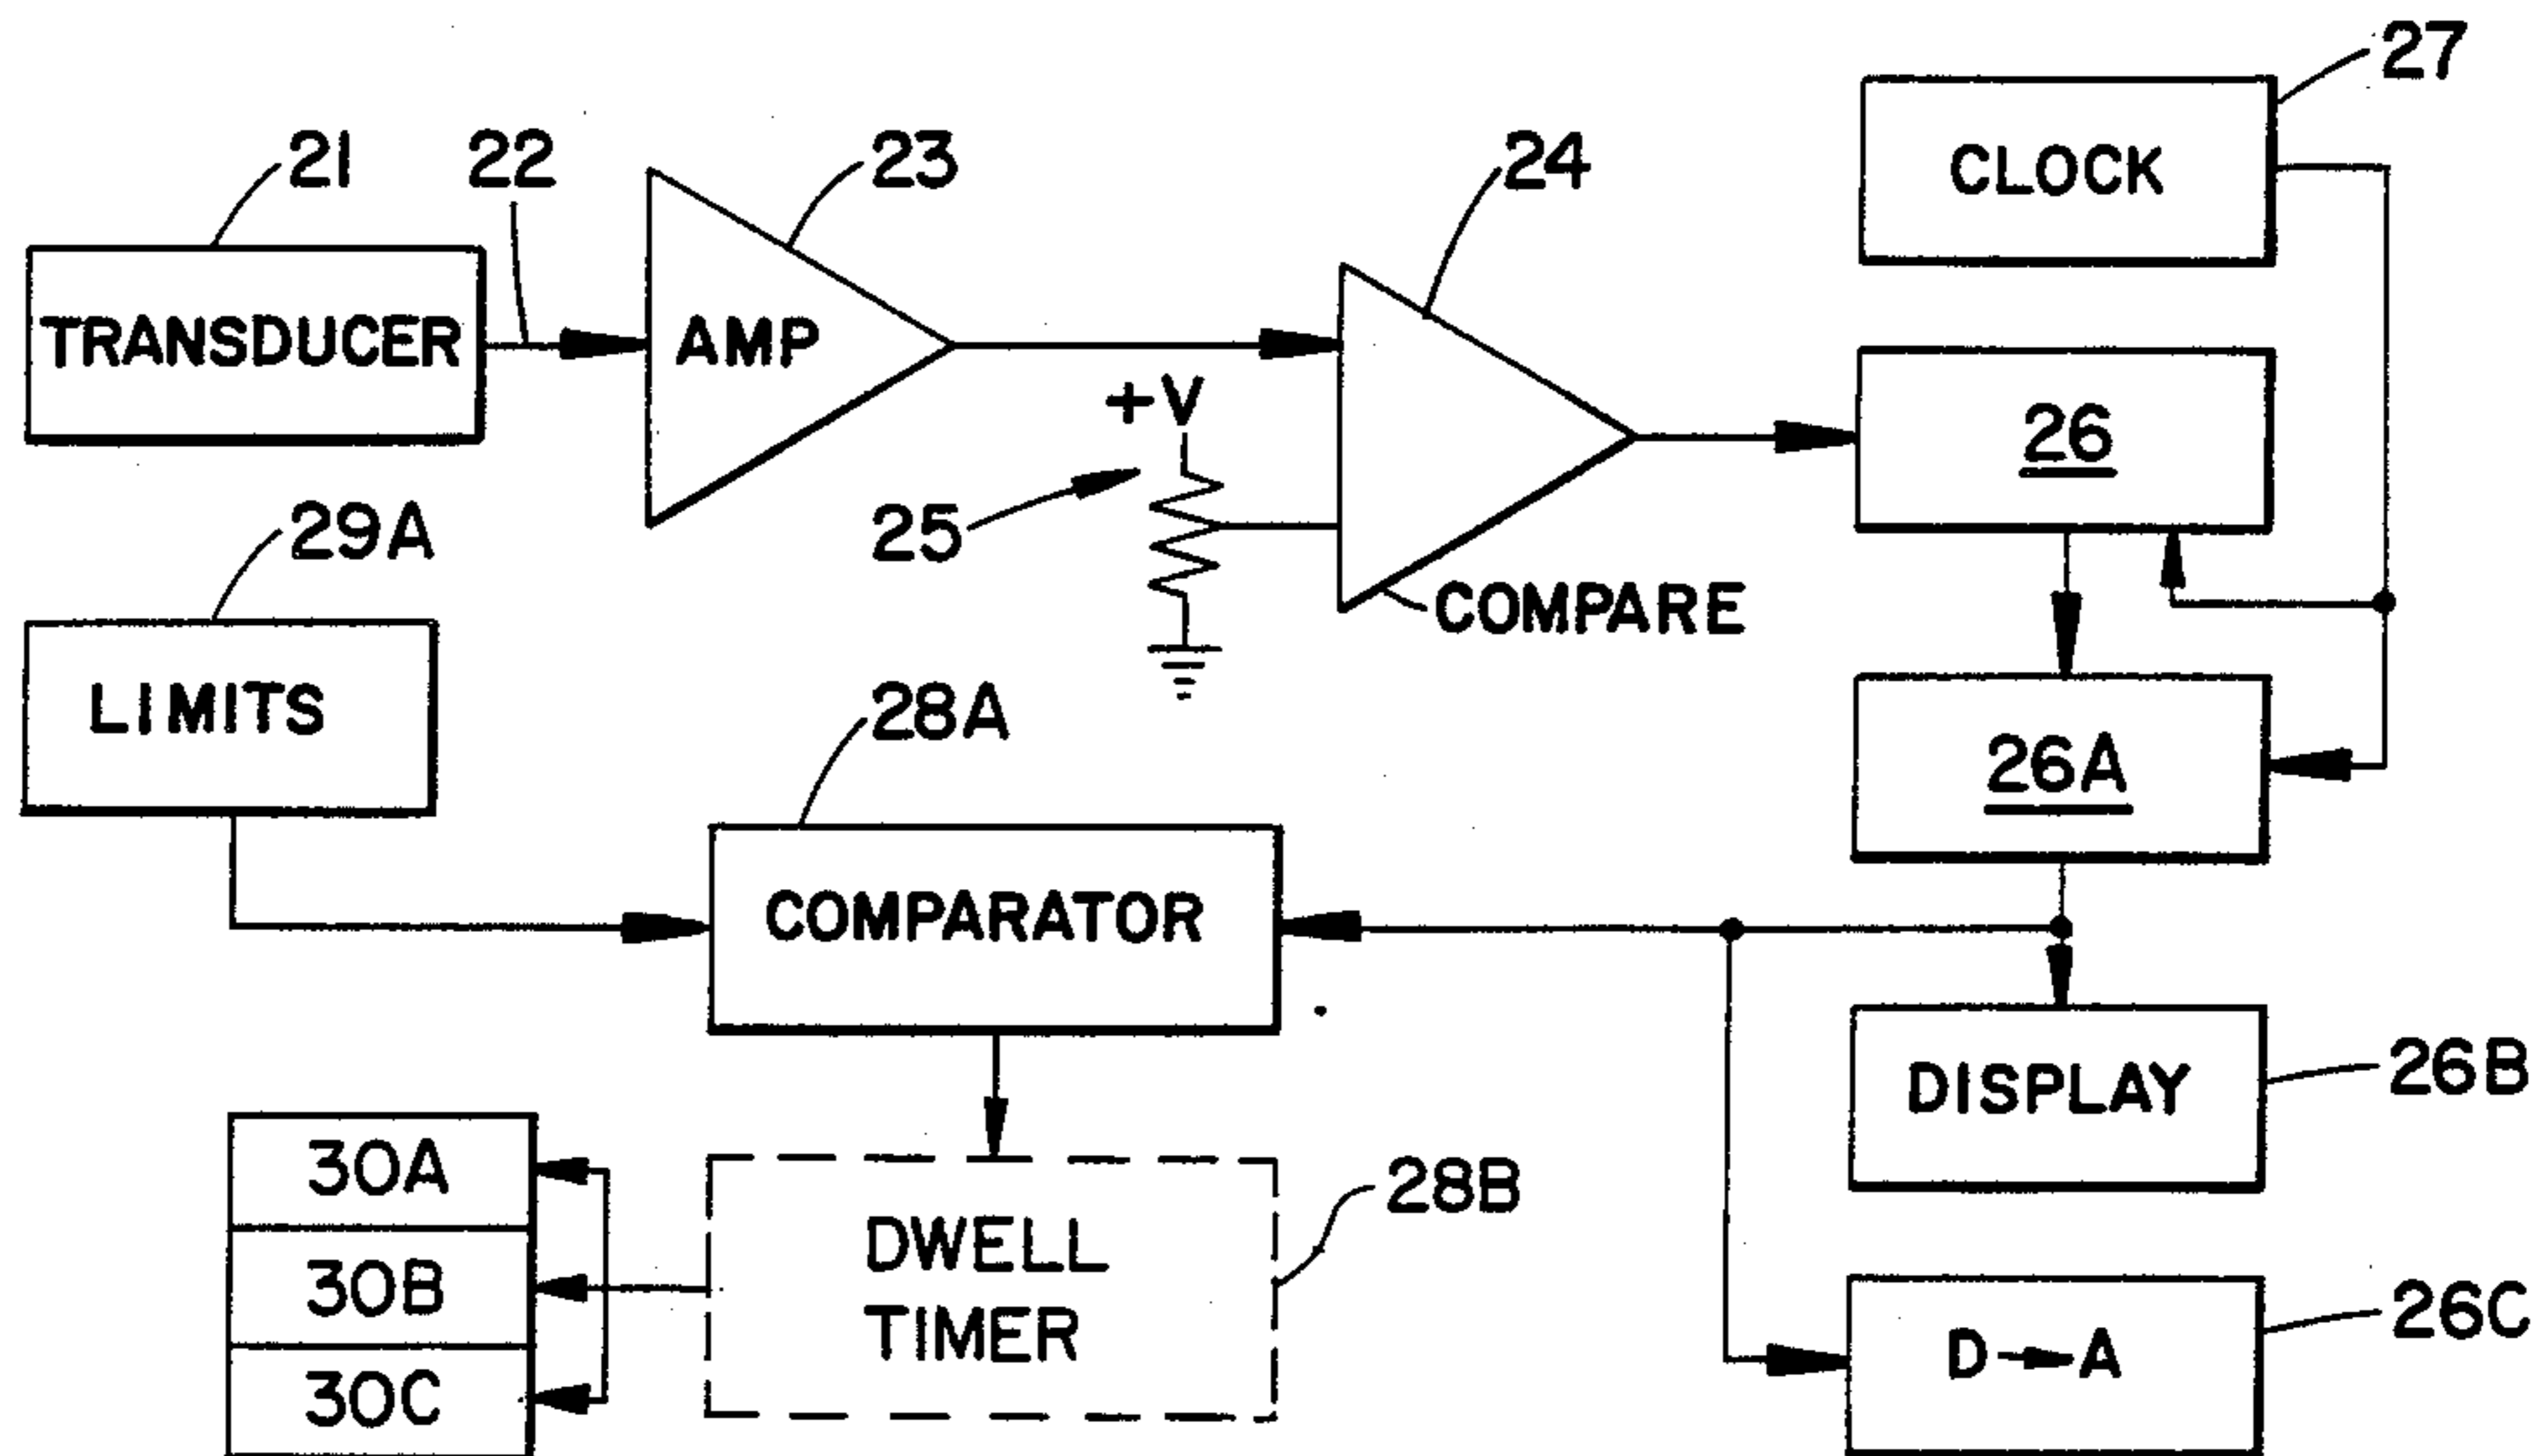 27
21
22
23
24
CLOCK
TRANSDUCER
AMP
+V
26
25
29A
COMPARE
LIMITS
28A
26A
COMPARATOR
26B
DISPLAY
30A
28B
DWELL
TIMER
30B
26C
D→A
30C